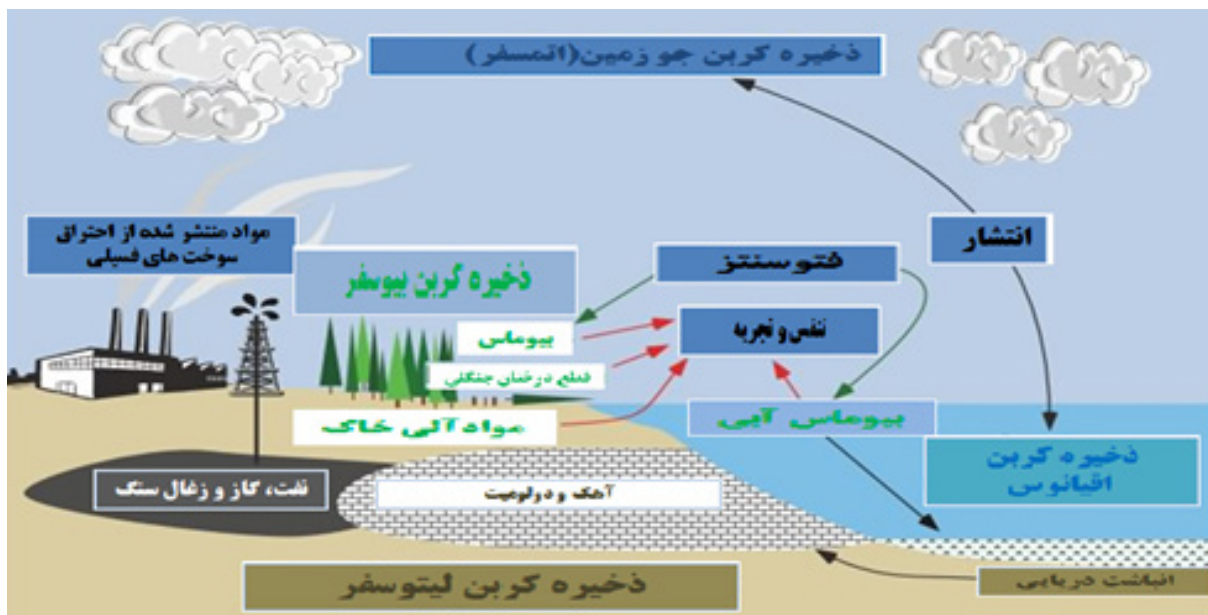 ذخیره کربن جو زمین(اتمسفر)
مواد منتشر شده از احتراق
سوخت های فسیلی
انتشار
فتوسنتز
ذخیره کربن بیوسفر
تنفس و تجزیه
بیوماس
قطع درختان جنگلی
مواد آلی خاک
بیوماس آبی
ذخیره کربن
اقیانوس
نفت، گاز و زغال سنگ
آهک و دولومیت
ذخیره کربن لیتوسفر
انباشت دریایی